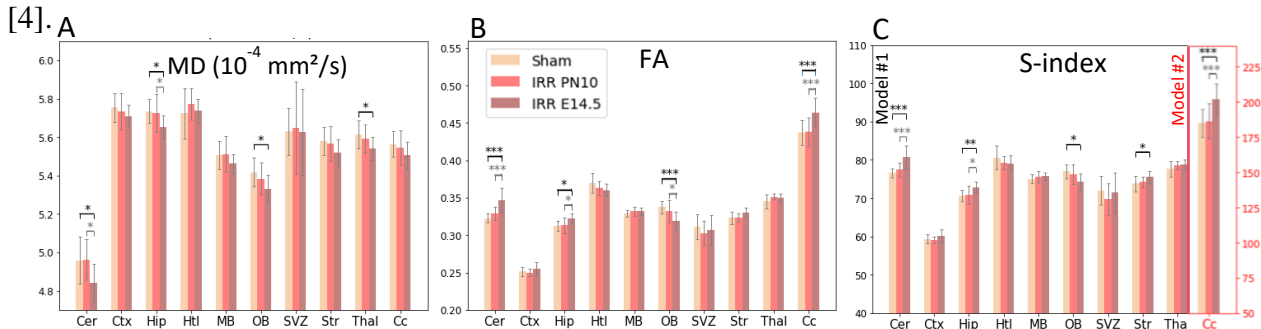 [4].
A
MD (10⁻⁴ mm²/s)
6.0
5.8
5.6
5.4
5.2
5.0
4.8
* * * * * * *
Cer Ctx Hip Htl MB OB SVZ Str Thal Cc
B
FA
Sham
IRR PN10
IRR E14.5
0.55
0.50
0.45
0.40
0.35
0.30
0.25
0.20
*** *** * * *** * *** ***
Cer Ctx Hip Htl MB OB SVZ Str Thal Cc
C
S-index
Model #1
Model #2
110
100
90
80
70
60
50
40
*** *** ** * * * *** ***
225
200
175
150
125
100
75
50
Cer Ctx Hip Htl MB OB SVZ Str Thal Cc